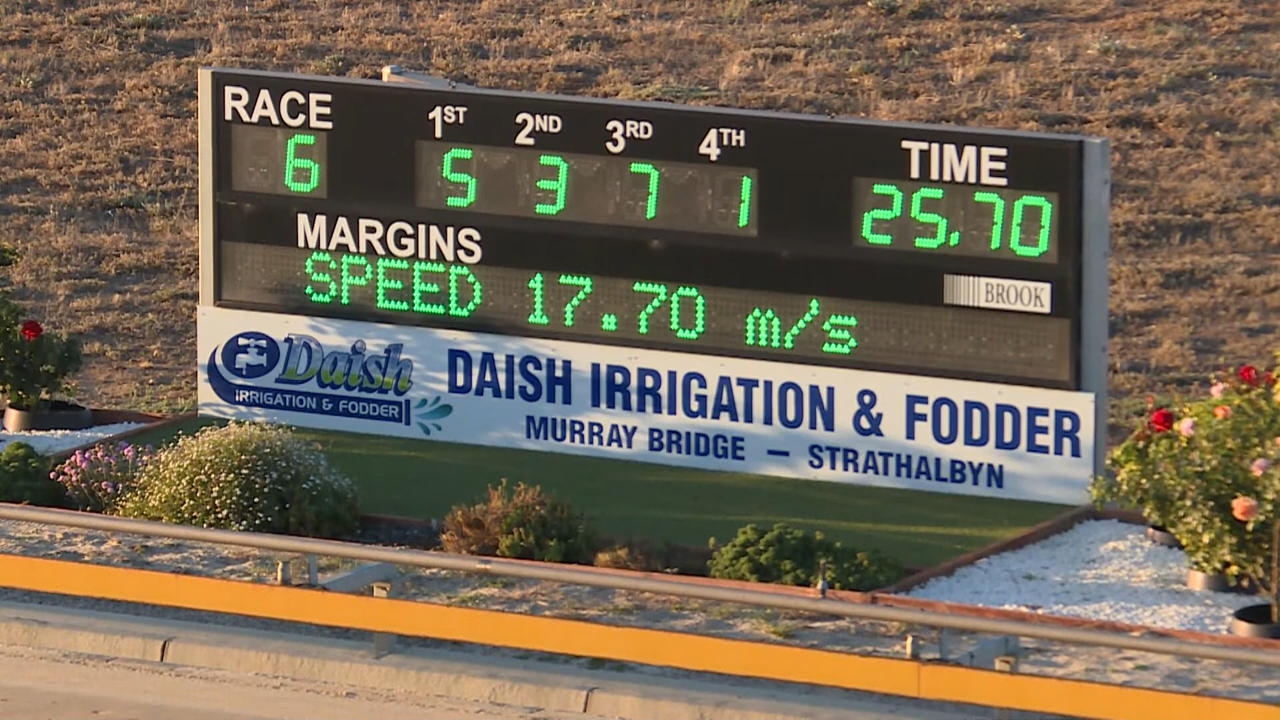 RACE 1ST 2ND 3RD 4TH TIME
6 5 3 7 1 25.70
MARGINS
SPEED 17.70 m/s
BROOK
Daish
IRRIGATION & FODDER
DAISH IRRIGATION & FODDER
MURRAY BRIDGE – STRATHALBYN